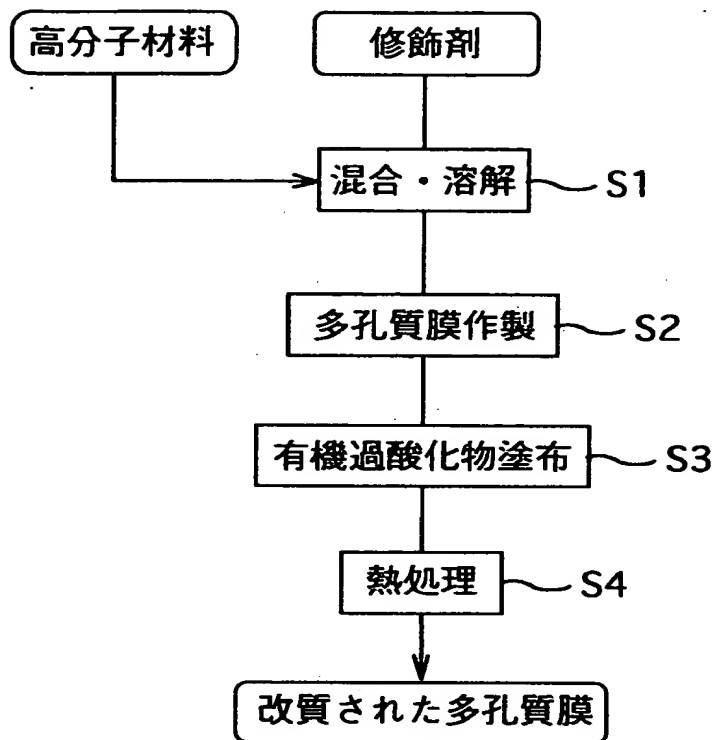 高分子材料
修飾剤
混合・溶解
S1
多孔質膜作製
S2
有機過酸化物塗布
S3
熱処理
S4
改質された多孔質膜